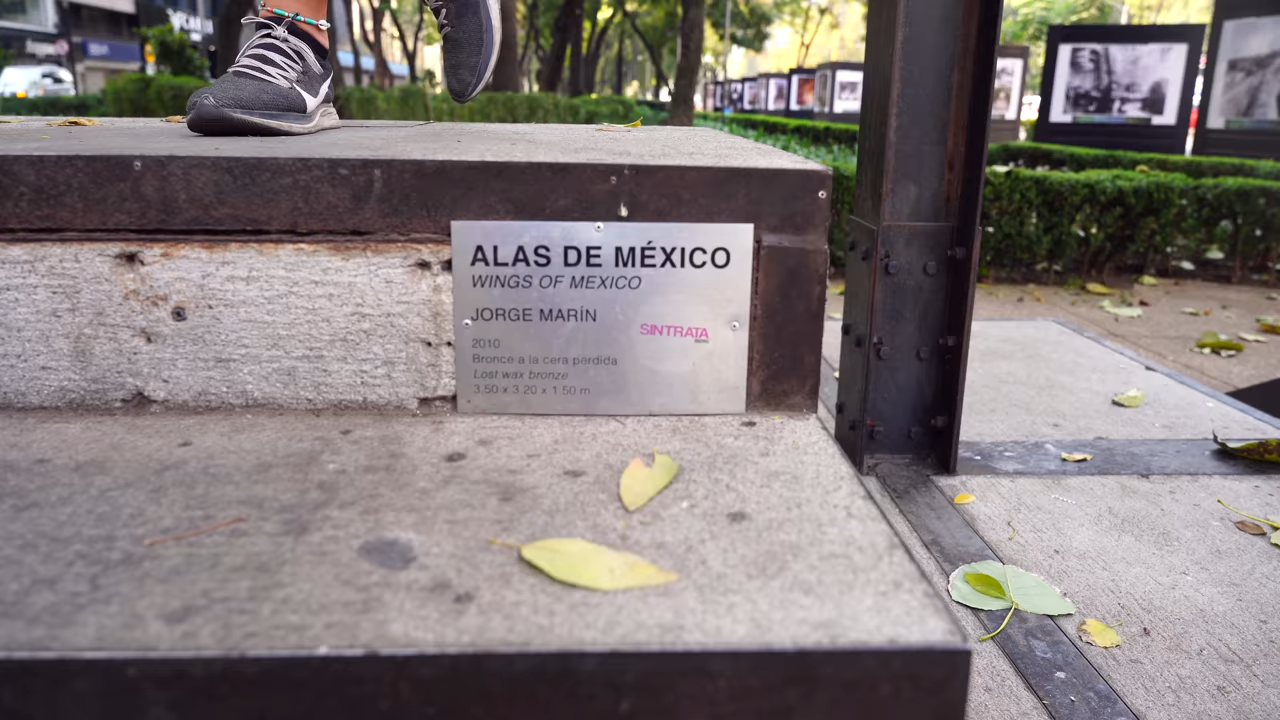 ALAS DE MÉXICO
WINGS OF MEXICO
JORGE MARÍN
SINTRATA
2010
Bronce a la cera perdida
Lost wax bronze
3.50 x 3.20 x 1.50 m